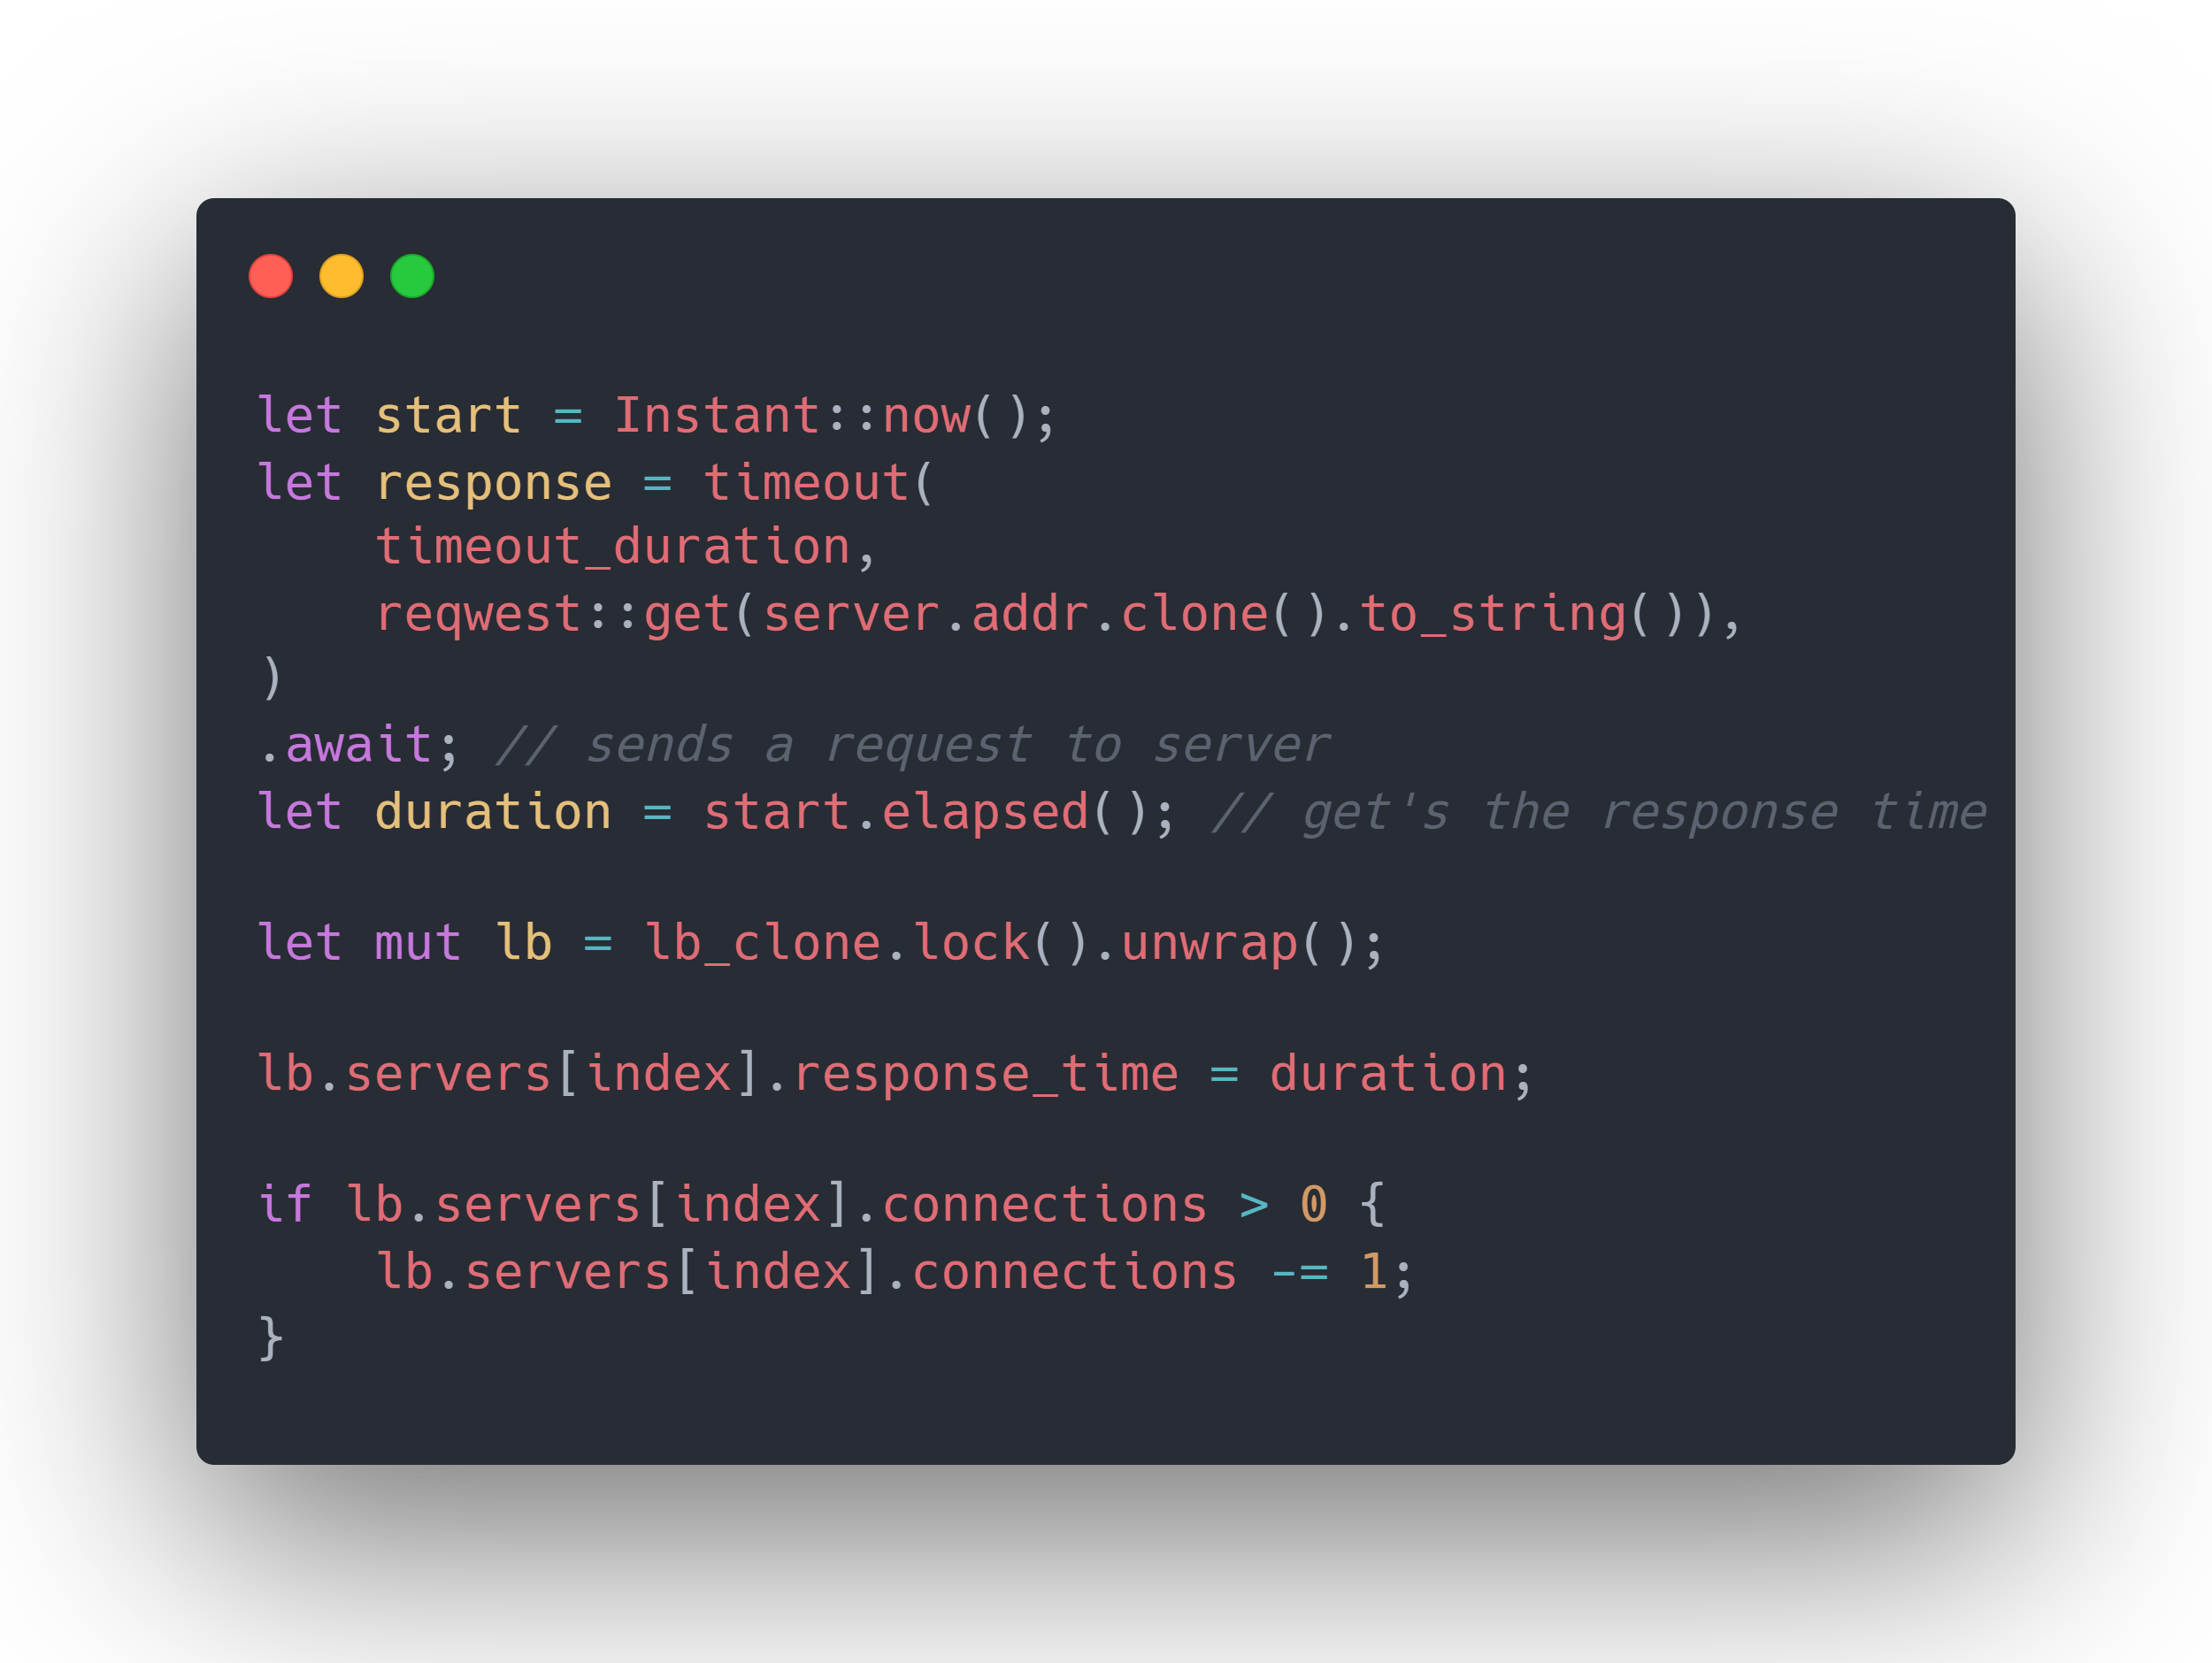 let start = Instant::now();
let response = timeout(
    timeout_duration,
    reqwest::get(server.addr.clone().to_string()),
)
.await; // sends a request to server
let duration = start.elapsed(); // get's the response time
let mut lb = lb_clone.lock().unwrap();
lb.servers[index].response_time = duration;
if lb.servers[index].connections > 0 {
    lb.servers[index].connections -= 1;
}